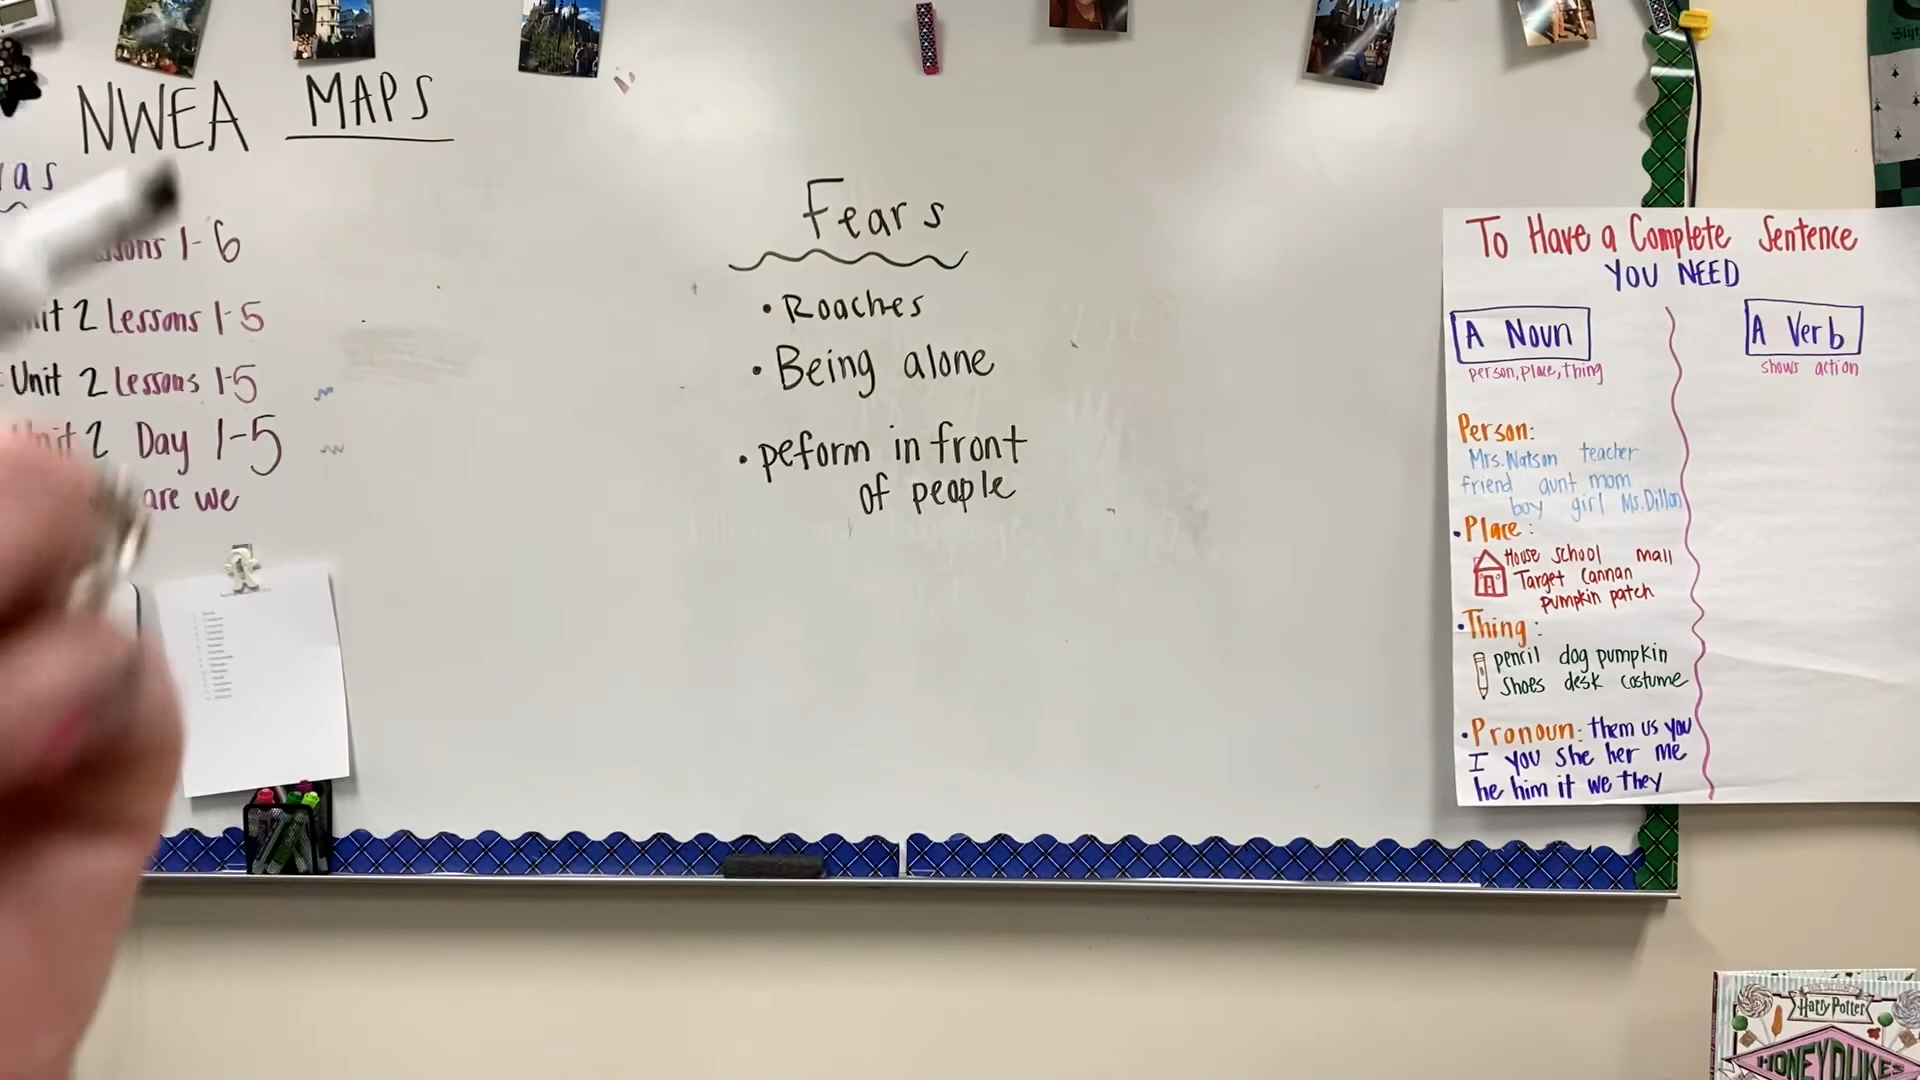 NWEA MAPS
as
1-6
2 Lessons 1-5
Unit 2 Lessons 1-5
2 Day 1-5
are we
Fears
• Roaches
• Being alone
• peform in front
of people
To Have a Complete Sentence
YOU NEED
A Noun
person, place, thing
Person:
Mrs. Watson teacher
friend aunt mom
boy girl Ms. Dillon
• Place:
House school mall
Target Cannan
pumpkin patch
• Thing:
pencil dog pumpkin
shoes desk costume
• Pronoun: them us you
I you she her me
he him it we they
A Verb
shows action
Harry Potter
HONEYDUKES